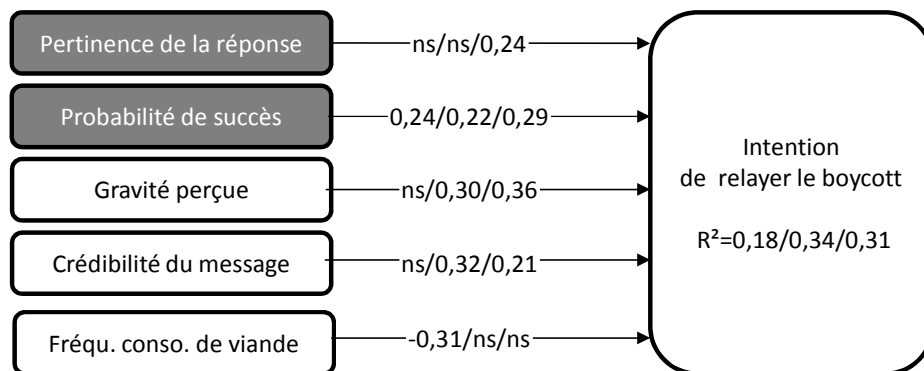 Pertinence de la réponse
ns/ns/0,24
Probabilité de succès
0,24/0,22/0,29
Gravité perçue
ns/0,30/0,36
Crédibilité du message
ns/0,32/0,21
Fréqu. conso. de viande
-0,31/ns/ns
Intention
de relayer le boycott
R²=0,18/0,34/0,31